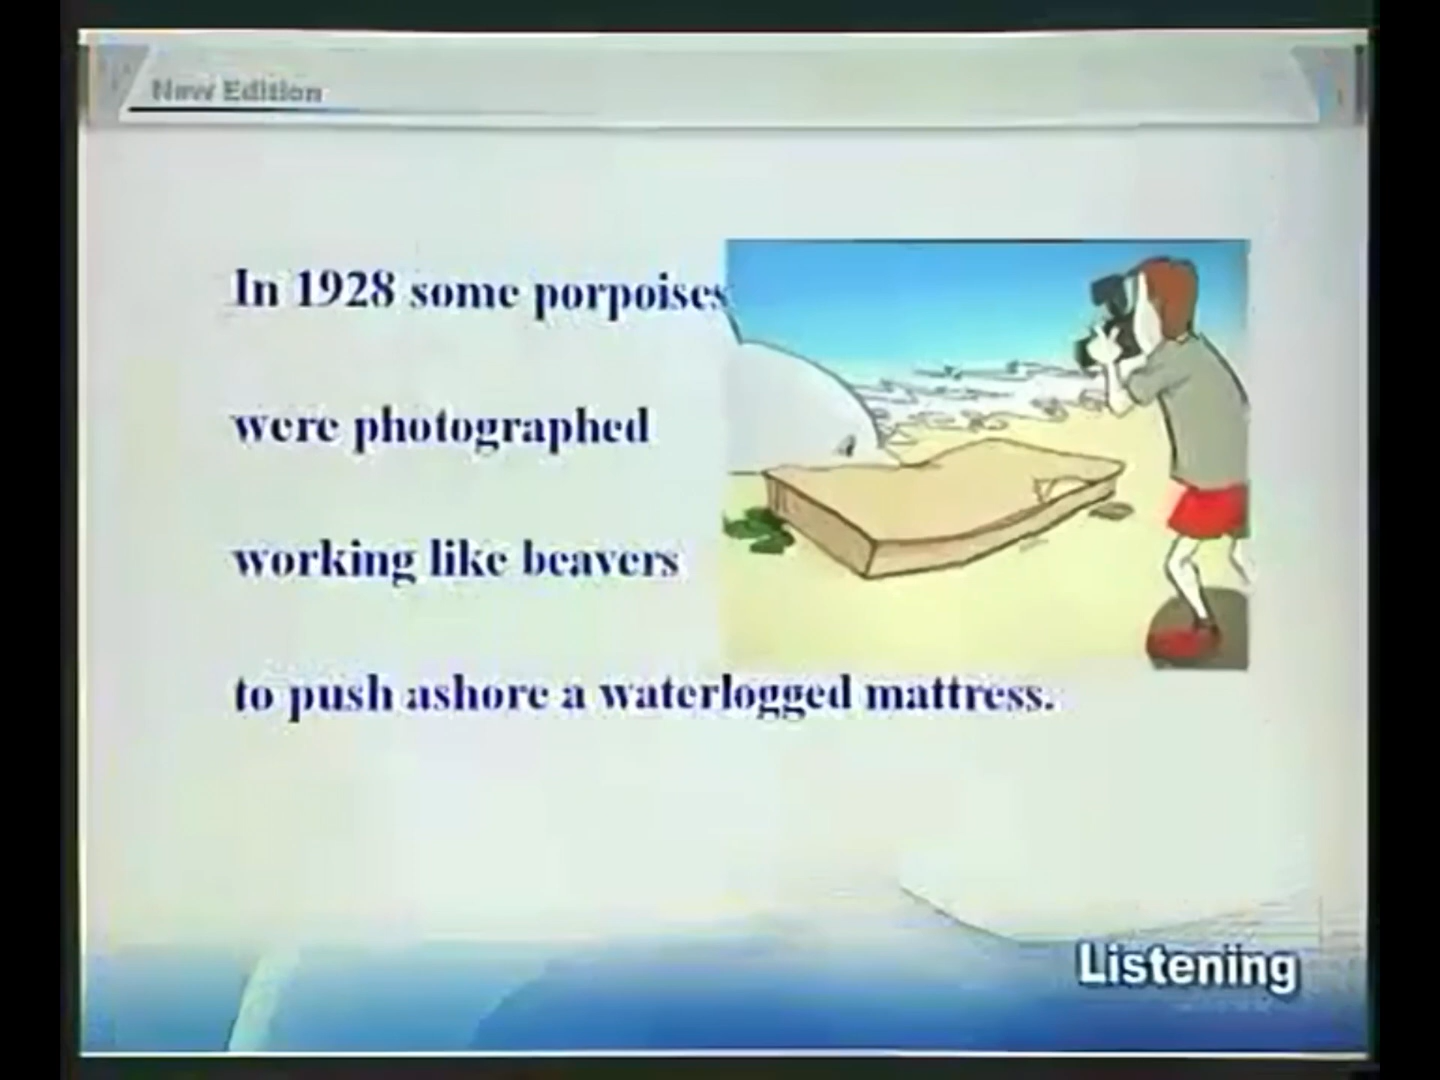 New Edition
In 1928 some porpoises
were photographed
working like beavers
to push ashore a waterlogged mattress.
Listening